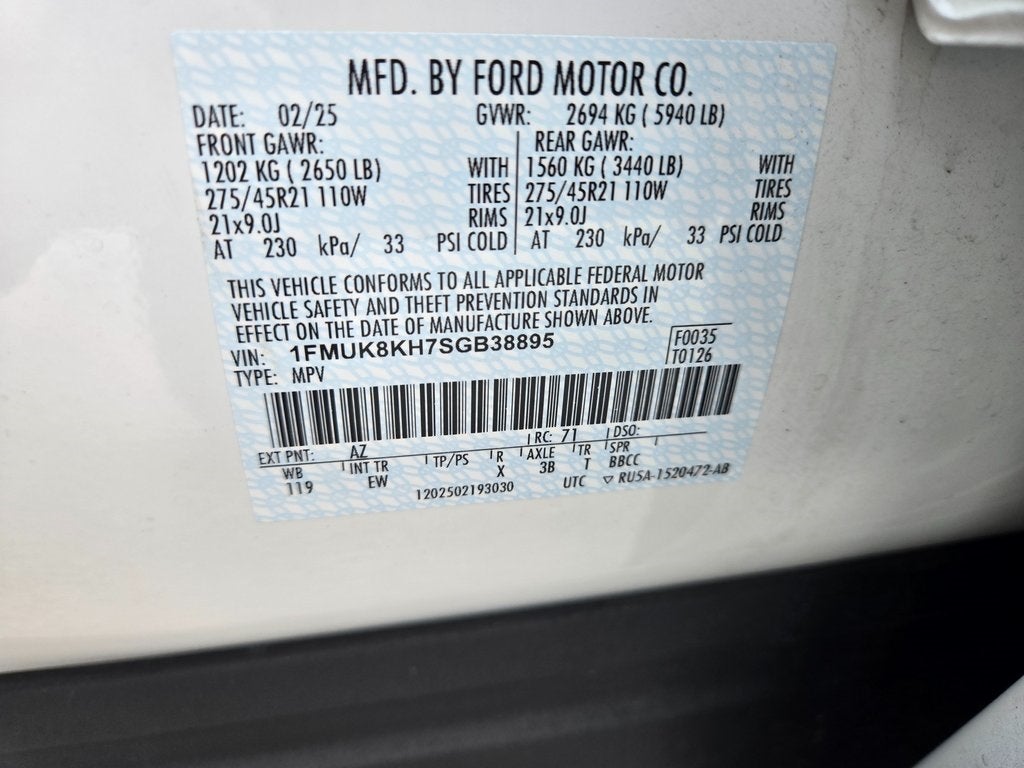 MFD. BY FORD MOTOR CO.
DATE: 02/25 GVWR: 2694 KG ( 5940 LB)
FRONT GAWR: REAR GAWR:
1202 KG ( 2650 LB) WITH 1560 KG ( 3440 LB) WITH
275/45R21 110W TIRES 275/45R21 110W TIRES
21x9.0J RIMS 21x9.0J RIMS
AT 230 kPa/ 33 PSI COLD AT 230 kPa/ 33 PSI COLD
THIS VEHICLE CONFORMS TO ALL APPLICABLE FEDERAL MOTOR
VEHICLE SAFETY AND THEFT PREVENTION STANDARDS IN
EFFECT ON THE DATE OF MANUFACTURE SHOWN ABOVE.
VIN: 1FMUK8KH7SGB38895 F0035
TYPE: MPV T0126
EXT PNT: AZ RC: 71 DSO:
WB INT TR TP/PS R AXLE TR SPR
119 EW X 3B T BBCC
1202502193030 UTC ▽ RU5A-1520472-AB